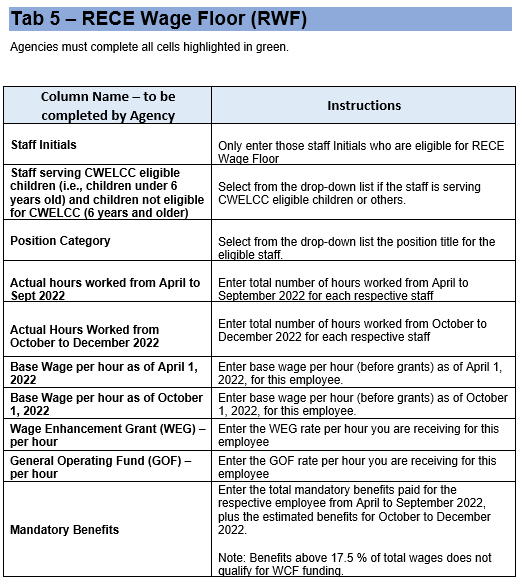 Tab 5 – RECE Wage Floor (RWF)
Agencies must complete all cells highlighted in green.
Column Name – to be
completed by Agency
Instructions
Staff Initials
Only enter those staff Initials who are eligible for RECE
Wage Floor
Staff serving CWELCC eligible
children (i.e., children under 6
years old) and children not eligible
for CWELCC (6 years and older)
Select from the drop-down list if the staff is serving
CWELCC eligible children or others.
Position Category
Select from the drop-down list the position title for the
eligible staff.
Actual hours worked from April to
Sept 2022
Enter total number of hours worked from April to
September 2022 for each respective staff
Actual Hours Worked from
October to December 2022
Enter total number of hours worked from October to
December 2022 for each respective staff
Base Wage per hour as of April 1,
2022
Enter base wage per hour (before grants) as of April 1,
2022, for this employee.
Base Wage per hour as of October
1, 2022
Enter base wage per hour (before grants) as of October
1, 2022, for this employee.
Wage Enhancement Grant (WEG) –
per hour
Enter the WEG rate per hour you are receiving for this
employee
General Operating Fund (GOF) –
per hour
Enter the GOF rate per hour you are receiving for this
employee
Mandatory Benefits
Enter the total mandatory benefits paid for the
respective employee from April to September 2022,
plus the estimated benefits for October to December
2022.
Note: Benefits above 17.5 % of total wages does not
qualify for WCF funding.